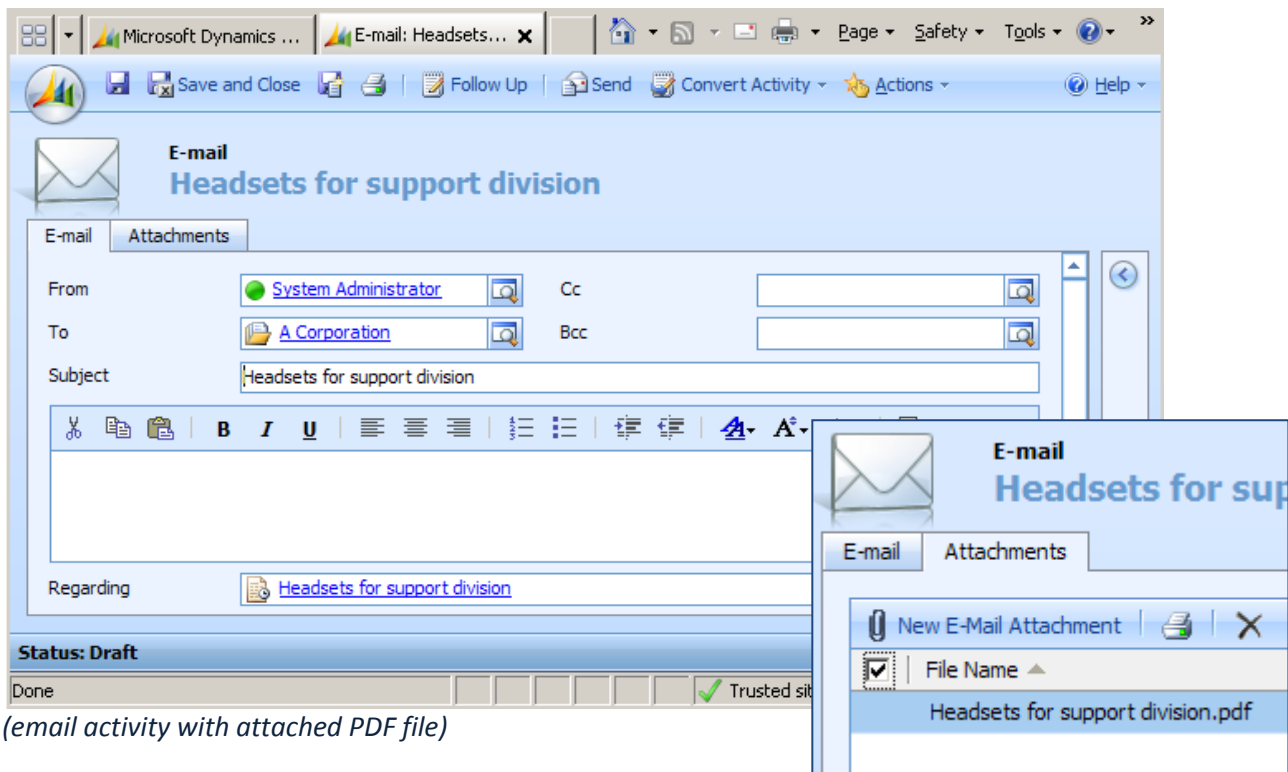 Microsoft Dynamics ... E-mail: Headsets... Page Safety Tools »
Save and Close Follow Up Send Convert Activity Actions Help
E-mail
Headsets for support division
E-mail Attachments
From System Administrator Cc
To A Corporation Bcc
Subject Headsets for support division
B I U A A
Regarding Headsets for support division
Status: Draft
Done Trusted sit
(email activity with attached PDF file)
E-mail
Headsets for sup
E-mail Attachments
New E-Mail Attachment
File Name
Headsets for support division.pdf